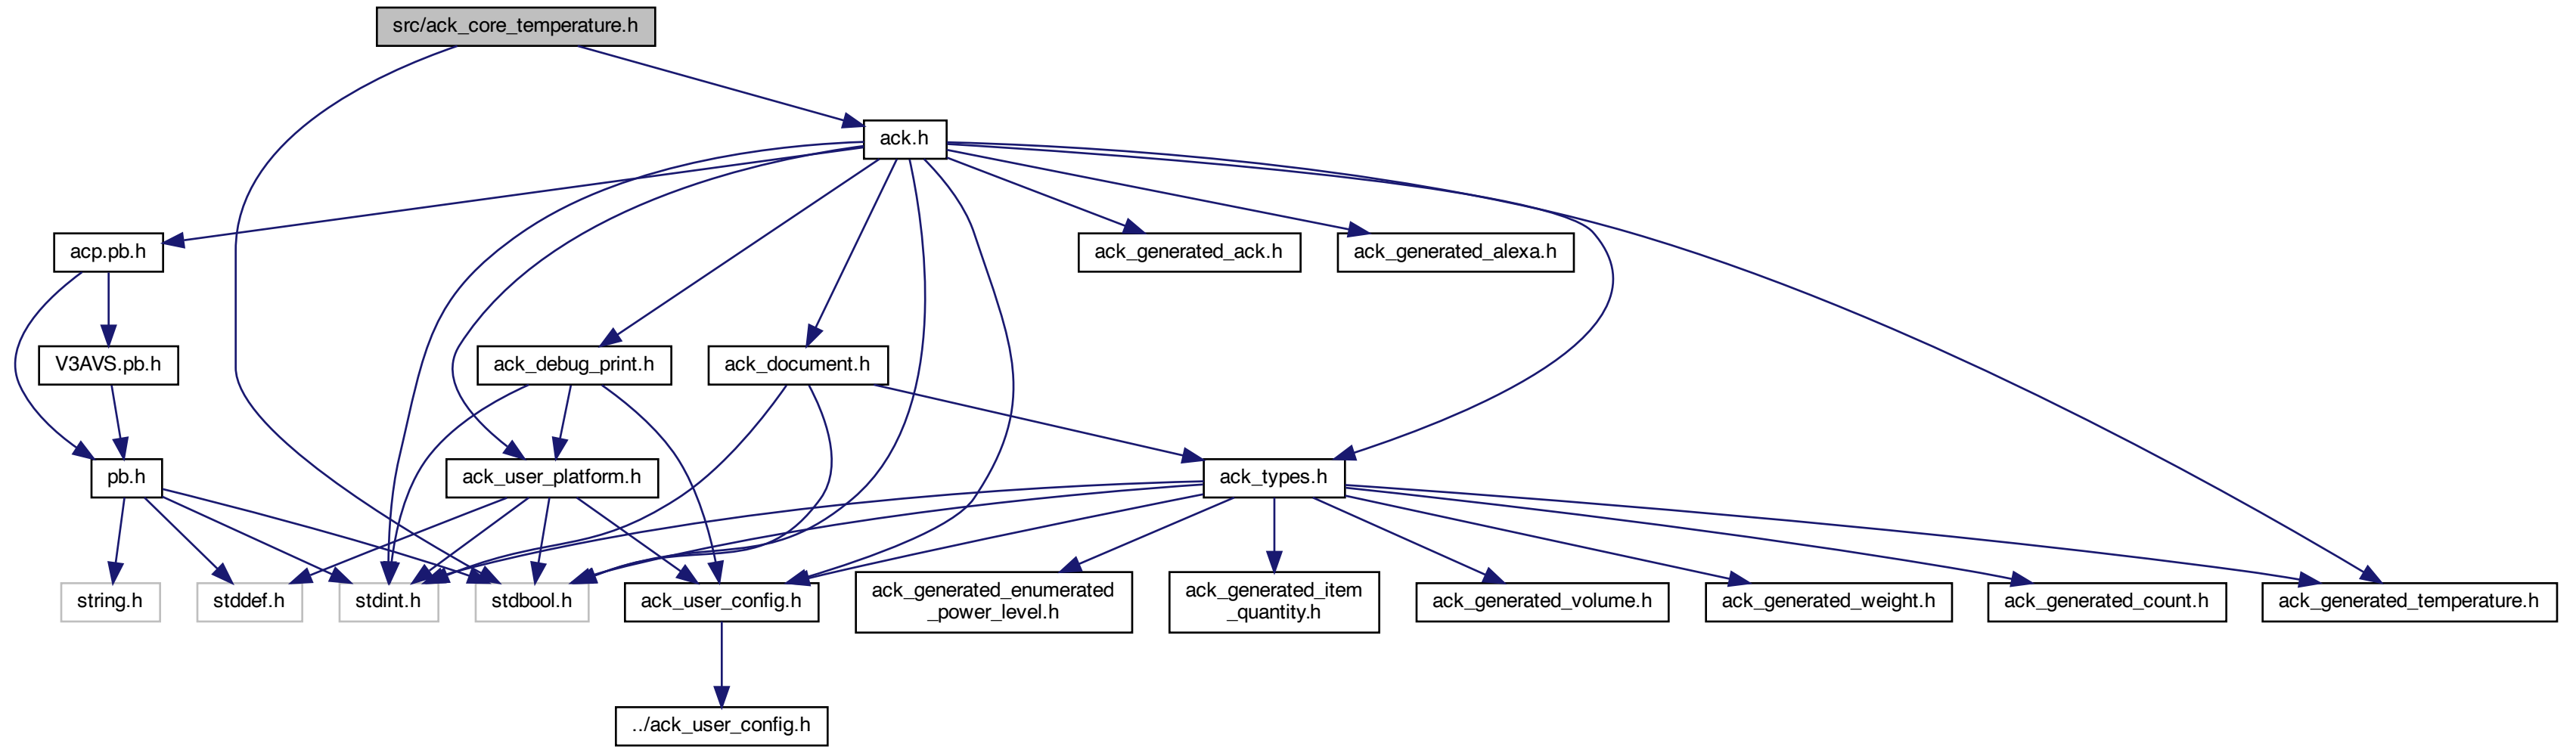 src/ack_core_temperature.h
ack.h
acp.pb.h
ack_generated_ack.h
ack_generated_alexa.h
V3AVS.pb.h
ack_debug_print.h
ack_document.h
pb.h
ack_user_platform.h
ack_types.h
string.h
stddef.h
stdint.h
stdbool.h
ack_user_config.h
ack_generated_enumerated
_power_level.h
ack_generated_item
_quantity.h
ack_generated_volume.h
ack_generated_weight.h
ack_generated_count.h
ack_generated_temperature.h
../ack_user_config.h